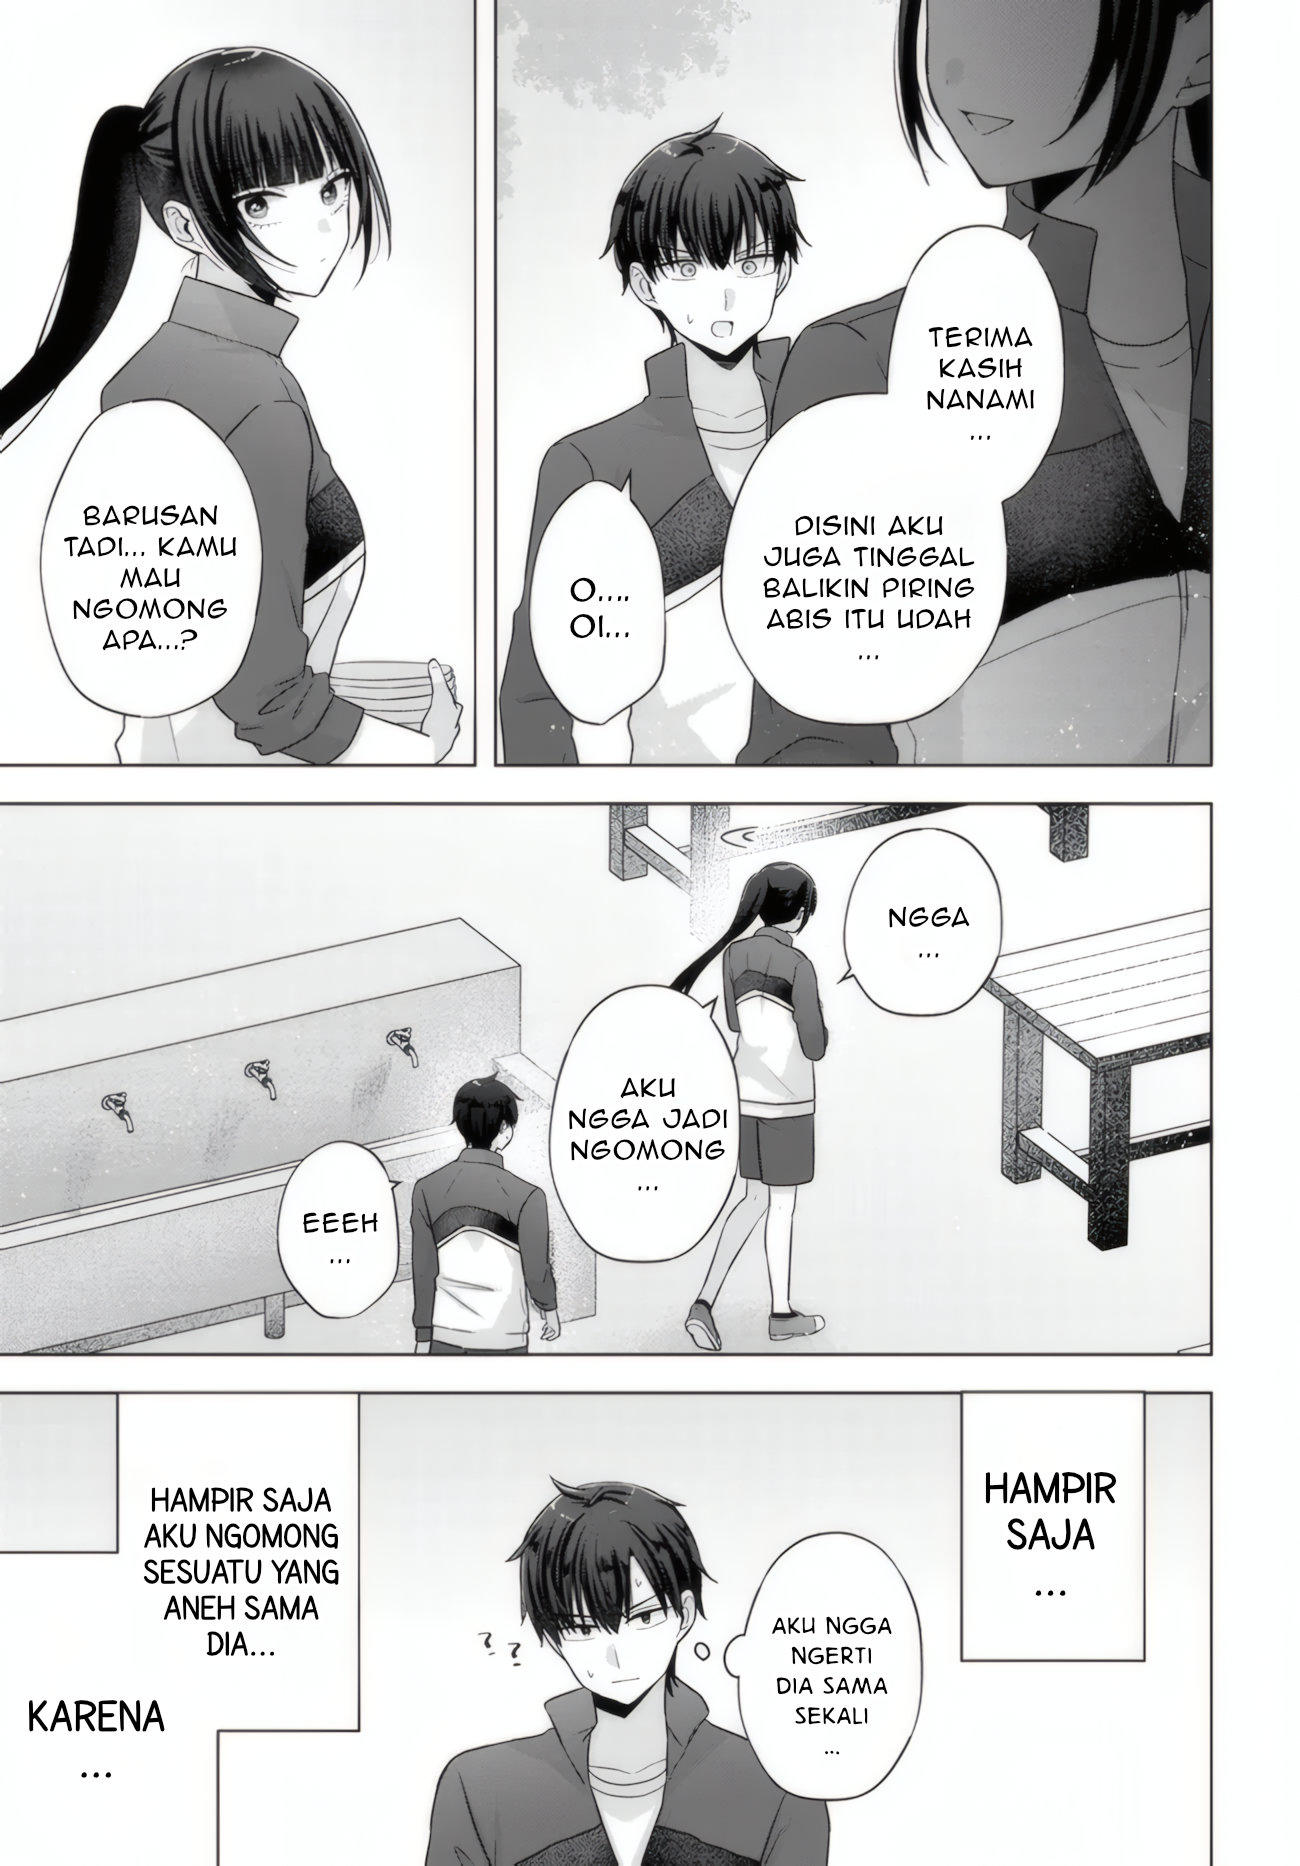 TERIMA
KASIH
NANAMI
...
DISINI AKU
JUGA TINGGAL
BALIKIN PIRING
ABIS ITU UDAH
...
O....
OI...
BARUSAN
TADI... KAMU
MAU
NGOMONG
APA...?
NGGA
...
AKU
NGGA JADI
NGOMONG
...
EEEH
...
HAMPIR
SAJA
...
AKU NGGA
NGERTI
DIA SAMA
SEKALI
...
? ?
HAMPIR SAJA
AKU NGOMONG
SESUATU YANG
ANEH SAMA
DIA...
KARENA
...